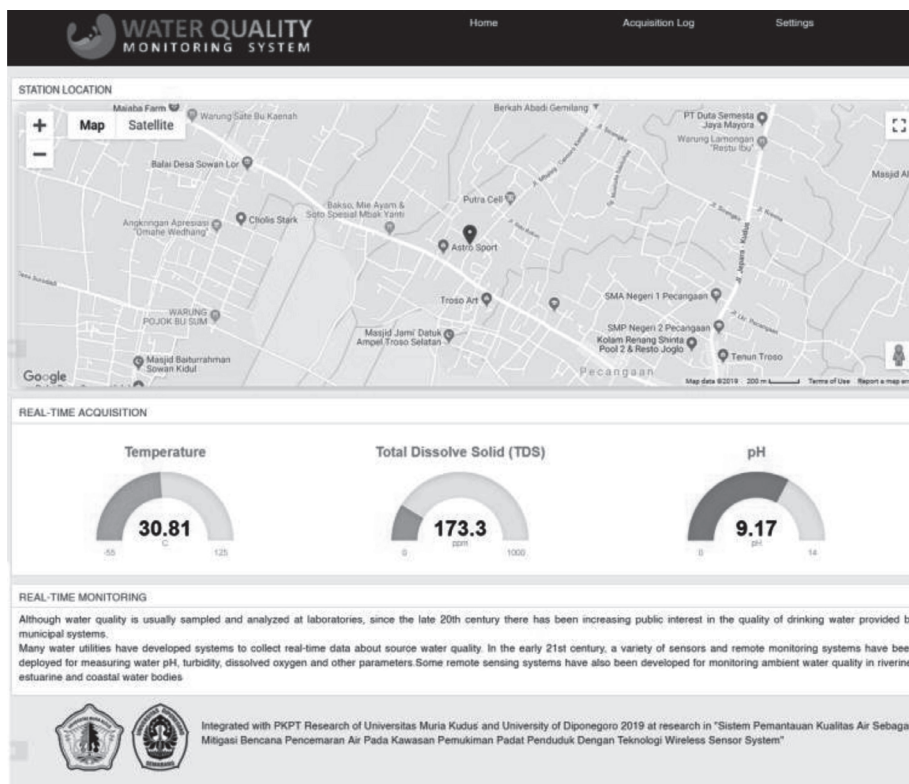 WATER QUALITY
MONITORING SYSTEM
Home
Acquisition Log
Settings
STATION LOCATION
+
Map
Satellite
−
Majaba Farm
Warung Sate Bu Kaenah
Berkah Abadi Gemilang
PT Duta Semesta
Jaya Mayora
Warung Lamongan
"Restu Ibu"
Balai Desa Sowan Lor
Masjid Al
Putra Cell
Bakso, Mie Ayam &
Soto Spesial Mbak Yanti
Angkringan Apresiasi
"Omahe Wedhang"
Cholis Stark
Astro Sport
Jl. Jepara - Kudus
Troso Art
SMA Negeri 1 Pecangaan
WARUNG
POJOK BU SUM
Masjid Jami' Datuk
Ampel Troso Selatan
SMP Negeri 2 Pecangaan
Kolam Renang Shinta
Pool 2 & Resto Joglo
Tenun Troso
Masjid Baiturrahman
Sowan Kidul
Pecangaan
Google
Map data ©2019
200 m
Terms of Use
Report a map er
REAL-TIME ACQUISITION
Temperature
30.81
C
-55
125
Total Dissolve Solid (TDS)
173.3
ppm
0
1000
pH
9.17
pH
0
14
REAL-TIME MONITORING
Although water quality is usually sampled and analyzed at laboratories, since the late 20th century there has been increasing public interest in the quality of drinking water provided b
municipal systems.
Many water utilities have developed systems to collect real-time data about source water quality. In the early 21st century, a variety of sensors and remote monitoring systems have bee
deployed for measuring water pH, turbidity, dissolved oxygen and other parameters.Some remote sensing systems have also been developed for monitoring ambient water quality in riverine
estuarine and coastal water bodies
Integrated with PKPT Research of Universitas Muria Kudus and University of Diponegoro 2019 at research in "Sistem Pemantauan Kualitas Air Sebaga
Mitigasi Bencana Pencemaran Air Pada Kawasan Pemukiman Padat Penduduk Dengan Teknologi Wireless Sensor System"